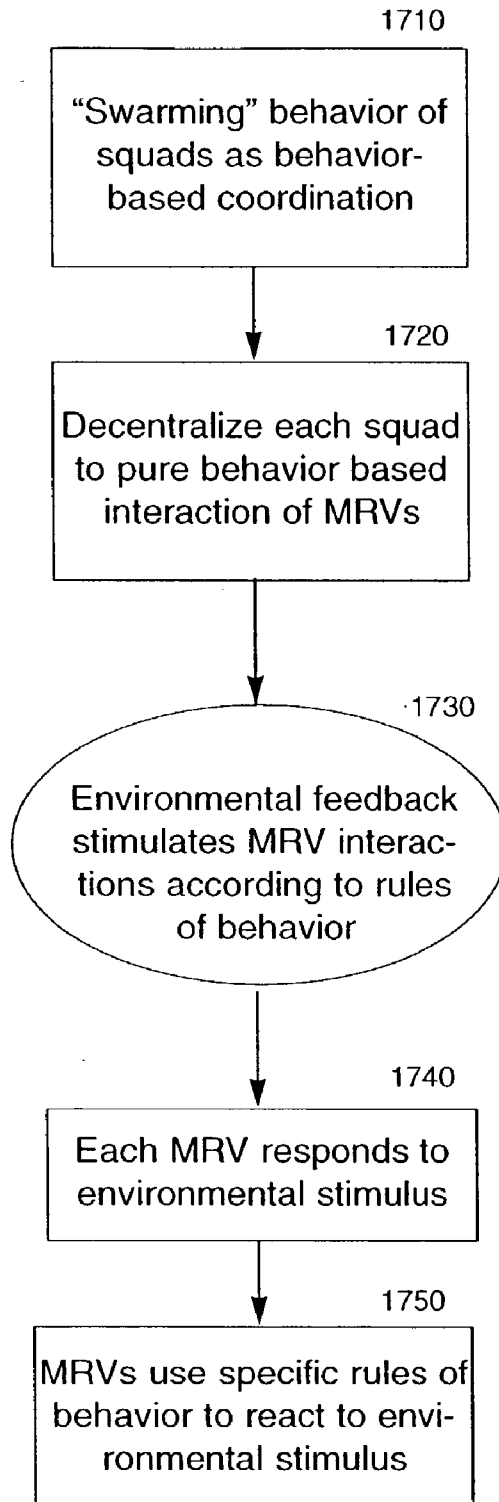 1710
“Swarming” behavior of
squads as behavior-
based coordination
1720
Decentralize each squad
to pure behavior based
interaction of MRVs
1730
Environmental feedback
stimulates MRV interac-
tions according to rules
of behavior
1740
Each MRV responds to
environmental stimulus
1750
MRVs use specific rules of
behavior to react to envi-
ronmental stimulus